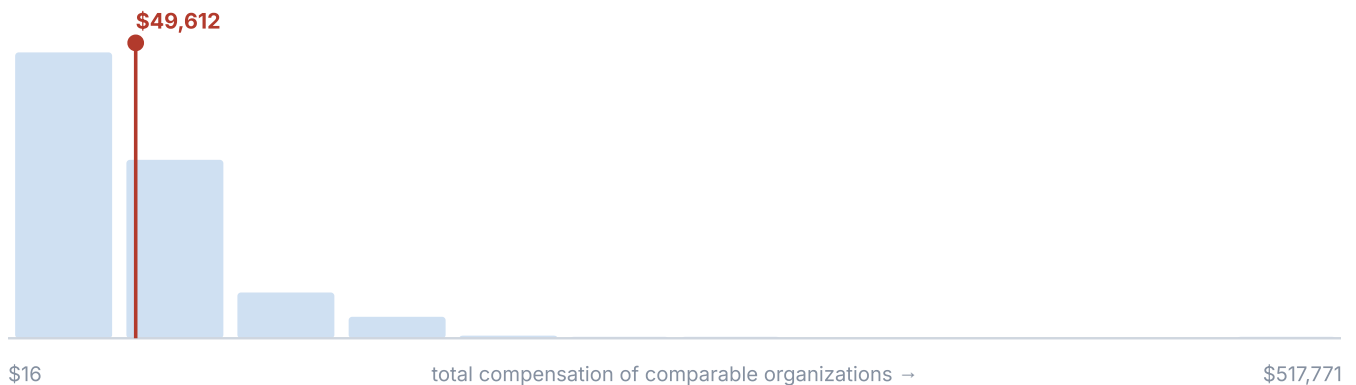 $49,612
$16 total compensation of comparable organizations → $517,771